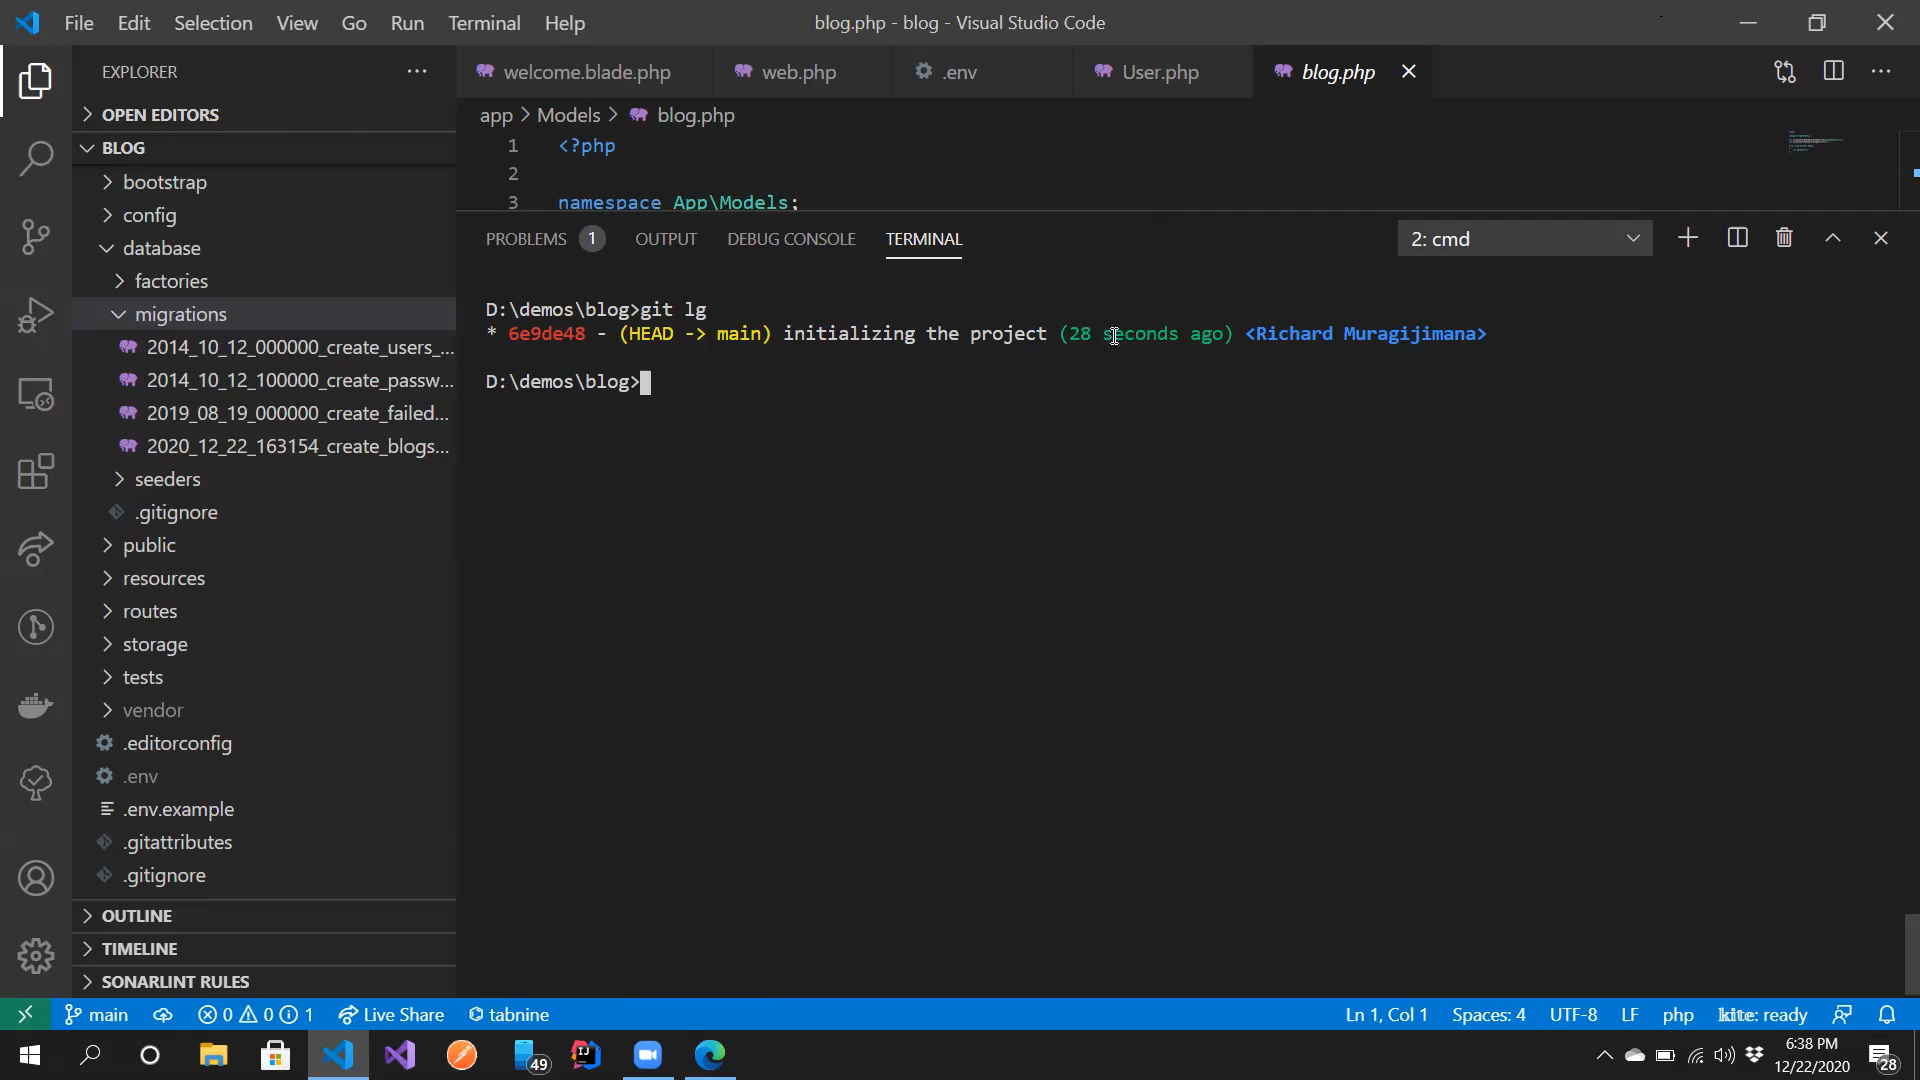 File Edit Selection View Go Run Terminal Help
blog.php - blog - Visual Studio Code
EXPLORER
OPEN EDITORS
BLOG
bootstrap
config
database
factories
migrations
2014_10_12_000000_create_users_...
2014_10_12_100000_create_passw...
2019_08_19_000000_create_failed...
2020_12_22_163154_create_blogs...
seeders
.gitignore
public
resources
routes
storage
tests
vendor
.editorconfig
.env
.env.example
.gitattributes
.gitignore
OUTLINE
TIMELINE
SONARLINT RULES
welcome.blade.php web.php .env User.php blog.php
app > Models > blog.php
1 <?php
2
3 namespace App\Models;
PROBLEMS 1 OUTPUT DEBUG CONSOLE TERMINAL 2: cmd
D:\demos\blog>git lg
* 6e9de48 - (HEAD -> main) initializing the project (28 seconds ago) <Richard Muragijimana>
D:\demos\blog>
main 0 0 1 Live Share tabnine Ln 1, Col 1 Spaces: 4 UTF-8 LF php kite: ready
49 6:38 PM
12/22/2020 28